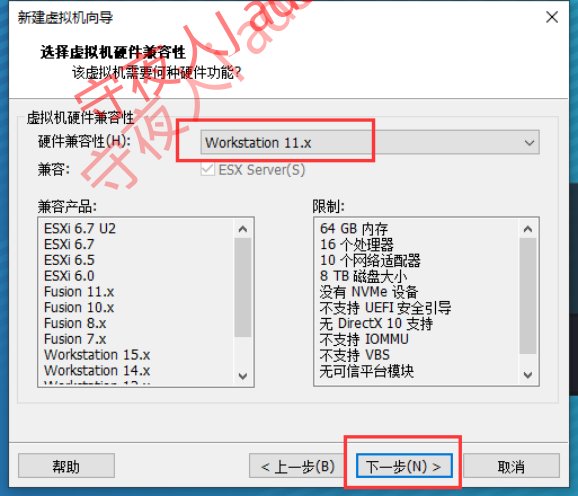 新建虚拟机向导
选择虚拟机硬件兼容性
该虚拟机需要何种硬件功能?
守夜人
守夜人
虚拟机硬件兼容性
硬件兼容性(H):
Workstation 11.x
兼容:
ESX Server(S)
兼容产品:
ESXi 6.7 U2
ESXi 6.7
ESXi 6.5
ESXi 6.0
Fusion 11.x
Fusion 10.x
Fusion 8.x
Fusion 7.x
Workstation 15.x
Workstation 14.x
限制:
64 GB 内存
16 个处理器
10 个网络适配器
8 TB 磁盘大小
没有 NVMe 设备
不支持 UEFI 安全引导
无 DirectX 10 支持
不支持 IOMMU
不支持 VBS
无可信平台模块
帮助
< 上一步(B)
下一步(N) >
取消